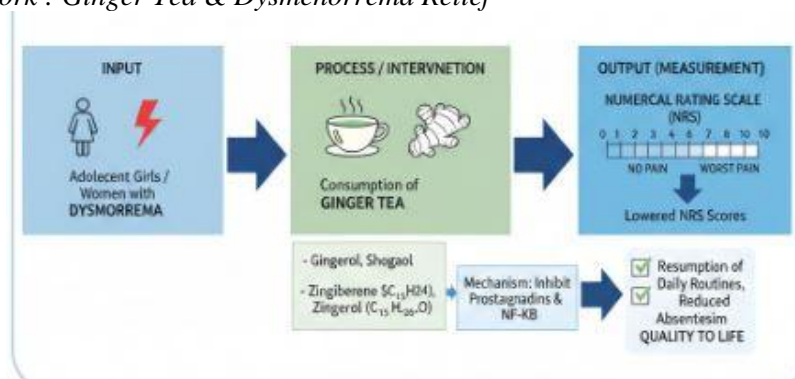 ork : Ginger Tea & Dysmenorrema Relief
INPUT
Adolecent Girls /
Women with
DYSMORREMA
PROCESS / INTERVNETION
Consumption of
GINGER TEA
OUTPUT (MEASUREMENT)
NUMERCAL RATING SCALE
(NRS)
0 1 2 3 4 6 7 8 10 10
NO PAIN WORST PAIN
Lowered NRS Scores
- Gingerol, Shogaol
- Zingiberene $C₁₅H24),
Zingerol (C₁₅ H.₂₆.O)
Mechanism: Inhibit
Prostagnadins &
NF-KB
Resumption of
Daily Routines,
Reduced
Absentesim
QUALITY TO LIFE